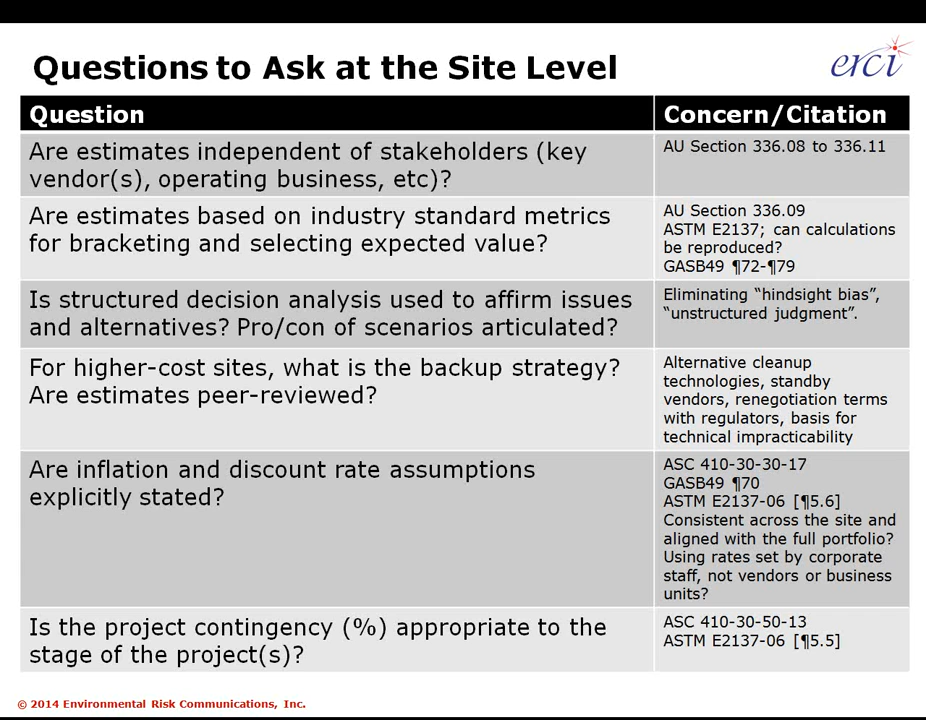 Questions to Ask at the Site Level
erci
Question
Concern/Citation
Are estimates independent of stakeholders (key
vendor(s), operating business, etc)?
AU Section 336.08 to 336.11
Are estimates based on industry standard metrics
for bracketing and selecting expected value?
AU Section 336.09
ASTM E2137; can calculations
be reproduced?
GASB49 ¶72-¶79
Is structured decision analysis used to affirm issues
and alternatives? Pro/con of scenarios articulated?
Eliminating “hindsight bias”,
“unstructured judgment”.
For higher-cost sites, what is the backup strategy?
Are estimates peer-reviewed?
Alternative cleanup
technologies, standby
vendors, renegotiation terms
with regulators, basis for
technical impracticability
Are inflation and discount rate assumptions
explicitly stated?
ASC 410-30-30-17
GASB49 ¶70
ASTM E2137-06 [¶5.6]
Consistent across the site and
aligned with the full portfolio?
Using rates set by corporate
staff, not vendors or business
units?
Is the project contingency (%) appropriate to the
stage of the project(s)?
ASC 410-30-50-13
ASTM E2137-06 [¶5.5]
© 2014 Environmental Risk Communications, Inc.